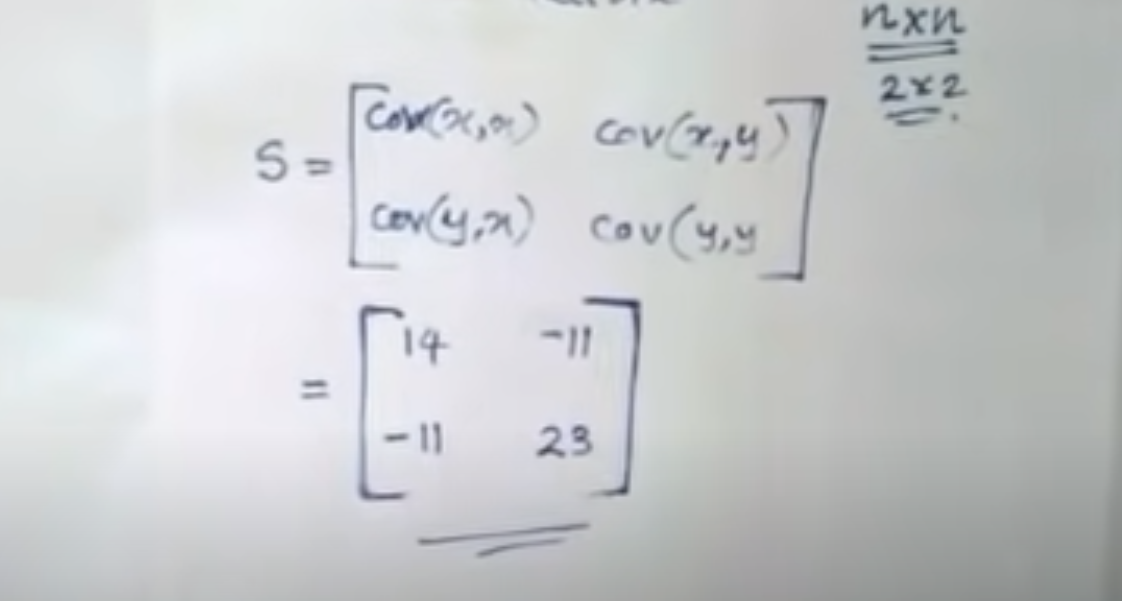 n×n
2×2.
S = [cov(x,x) cov(x,y)
cov(y,x) cov(y,y]
= [14 -11
-11 23]